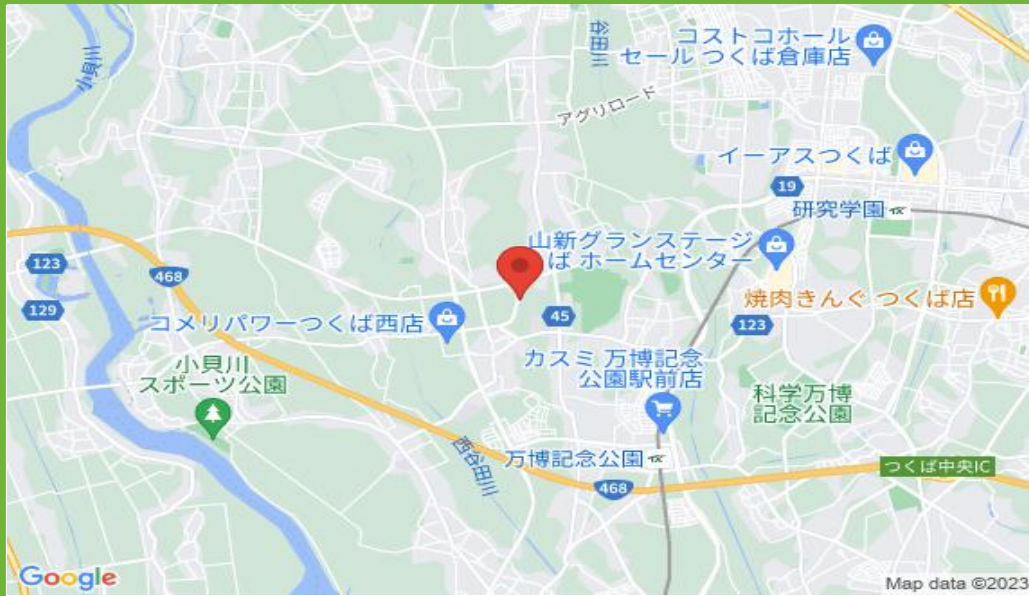 コストコホール
セール つくば倉庫店
谷田川
小貝川
アグリロード
イーアスつくば
19
研究学園
山新グランステージ
ば ホームセンター
123
468
129
45
焼肉きんぐ つくば店
123
コメリパワーつくば西店
小貝川
スポーツ公園
カスミ 万博記念
公園駅前店
科学万博
記念公園
西谷田川
万博記念公園
つくば中央IC
468
Google
Map data ©2023